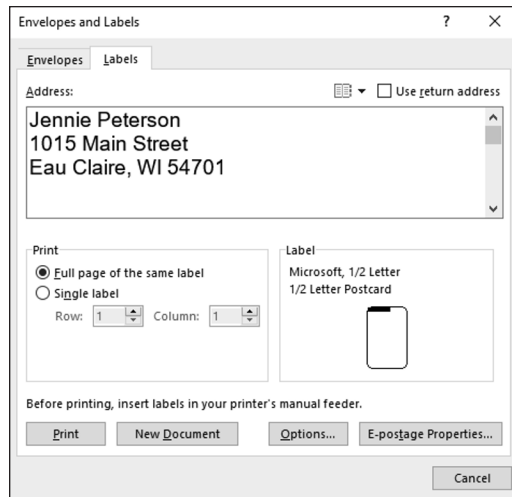 Envelopes and Labels ? ×
Envelopes Labels
Address: Use return address
Jennie Peterson
1015 Main Street
Eau Claire, WI 54701
Print
Full page of the same label
Single label
Row: 1 Column: 1
Label
Microsoft, 1/2 Letter
1/2 Letter Postcard
Before printing, insert labels in your printer's manual feeder.
Print New Document Options... E-postage Properties...
Cancel